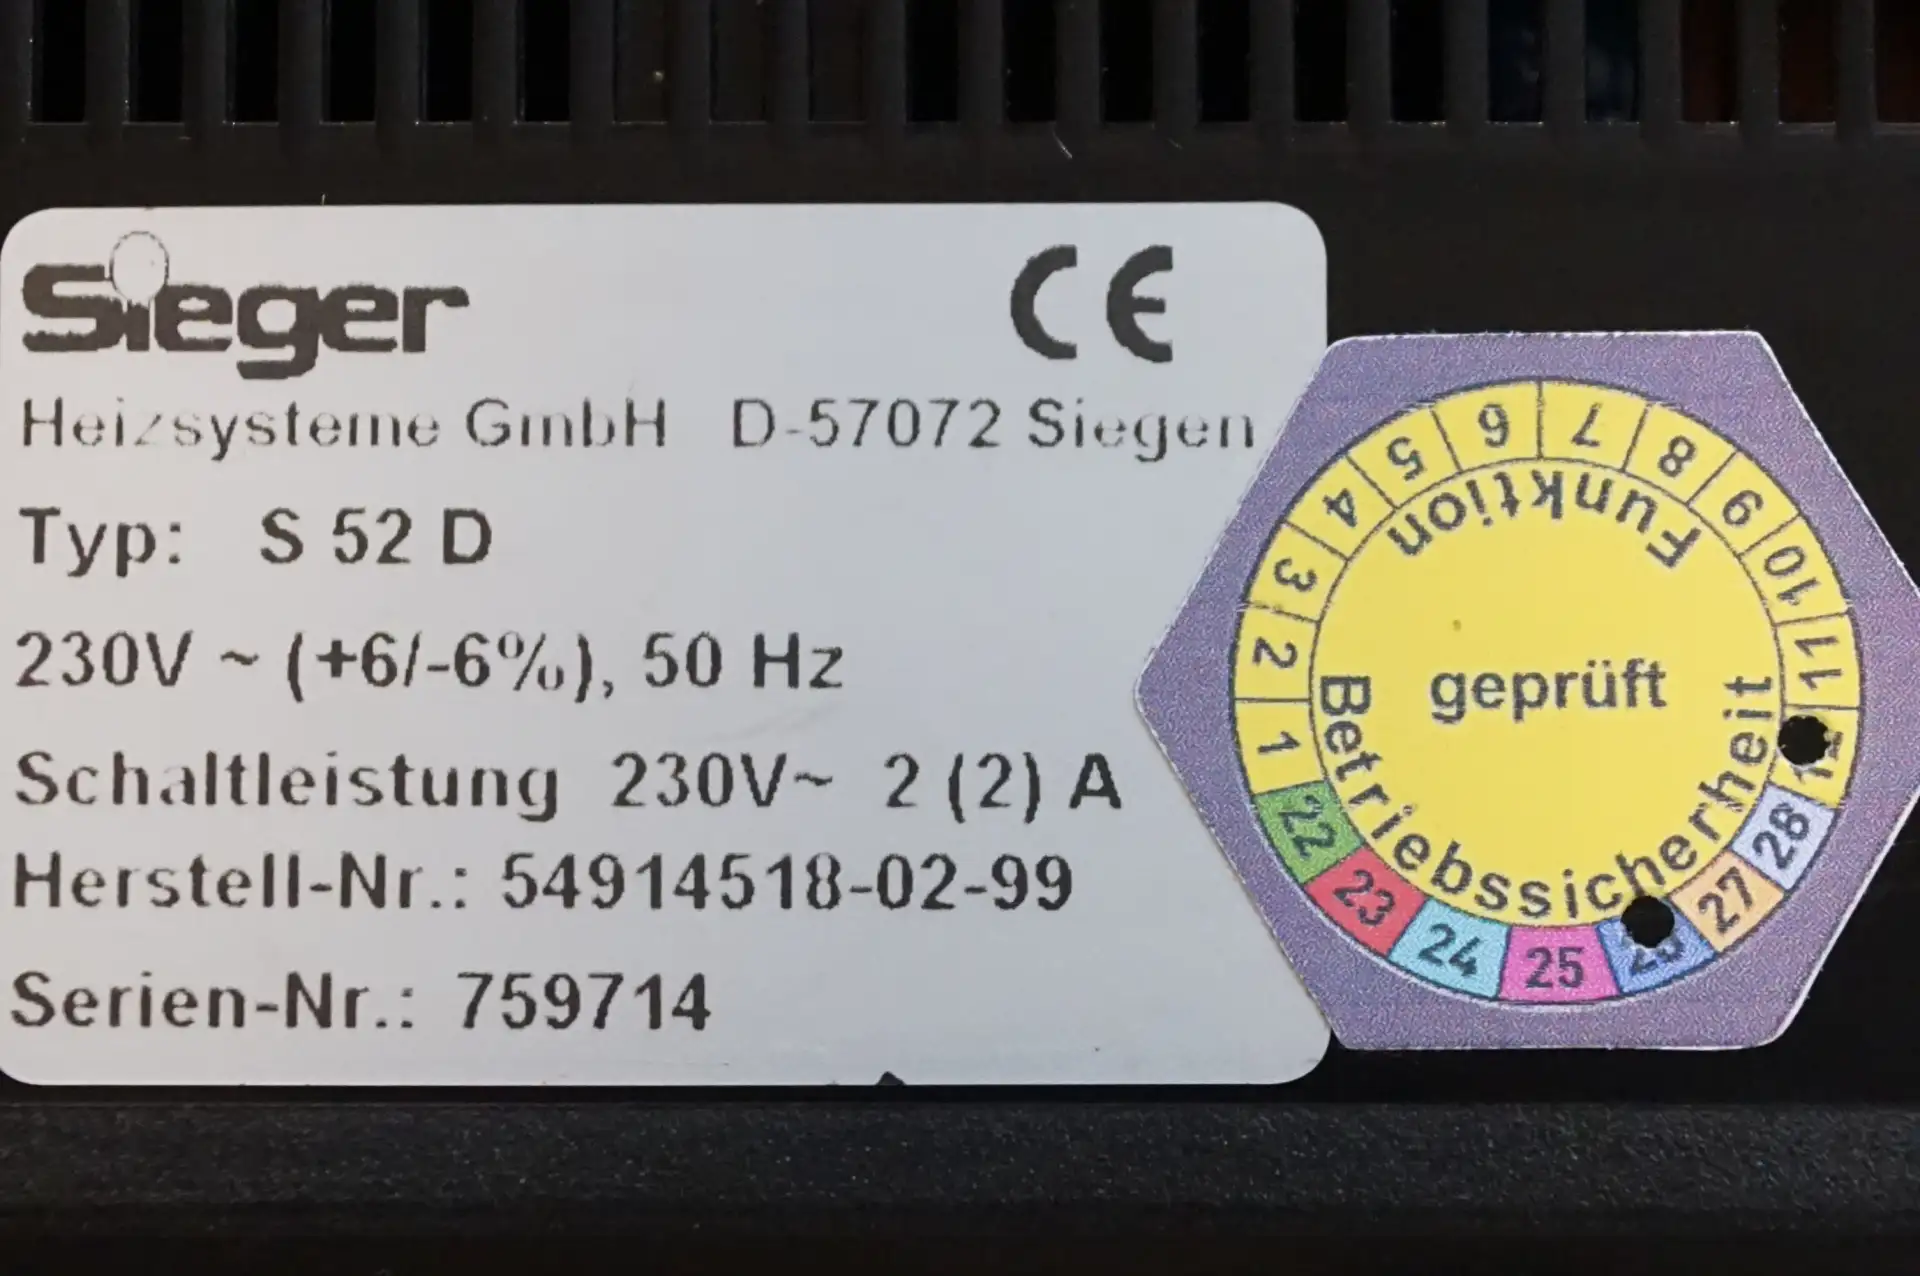 Sieger
CE
Heizsysteme GmbH D-57072 Siegen
Typ: S 52 D
230V ~ (+6/-6%), 50 Hz
Schaltleistung 230V~ 2 (2) A
Herstell-Nr.: 54914518-02-99
Serien-Nr.: 759714
1 2 3 4 5 6 7 8 9 10 11 12
Funktion
geprüft
Betriebssicherheit
22 23 24 25 26 27 28